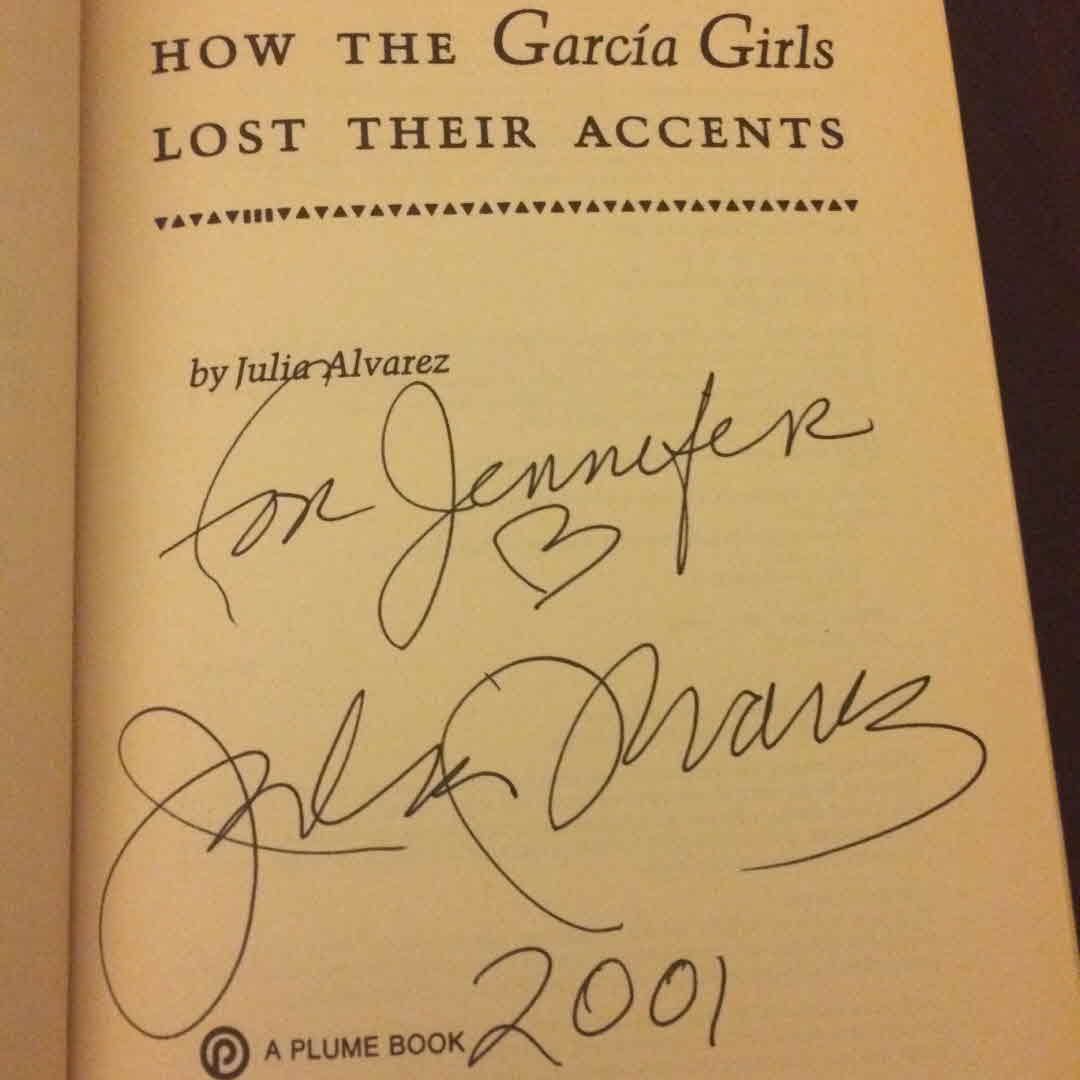 HOW THE García Girls
LOST THEIR ACCENTS
by Julia Alvarez
For Jennifer
Julia Alvarez
2001
A PLUME BOOK